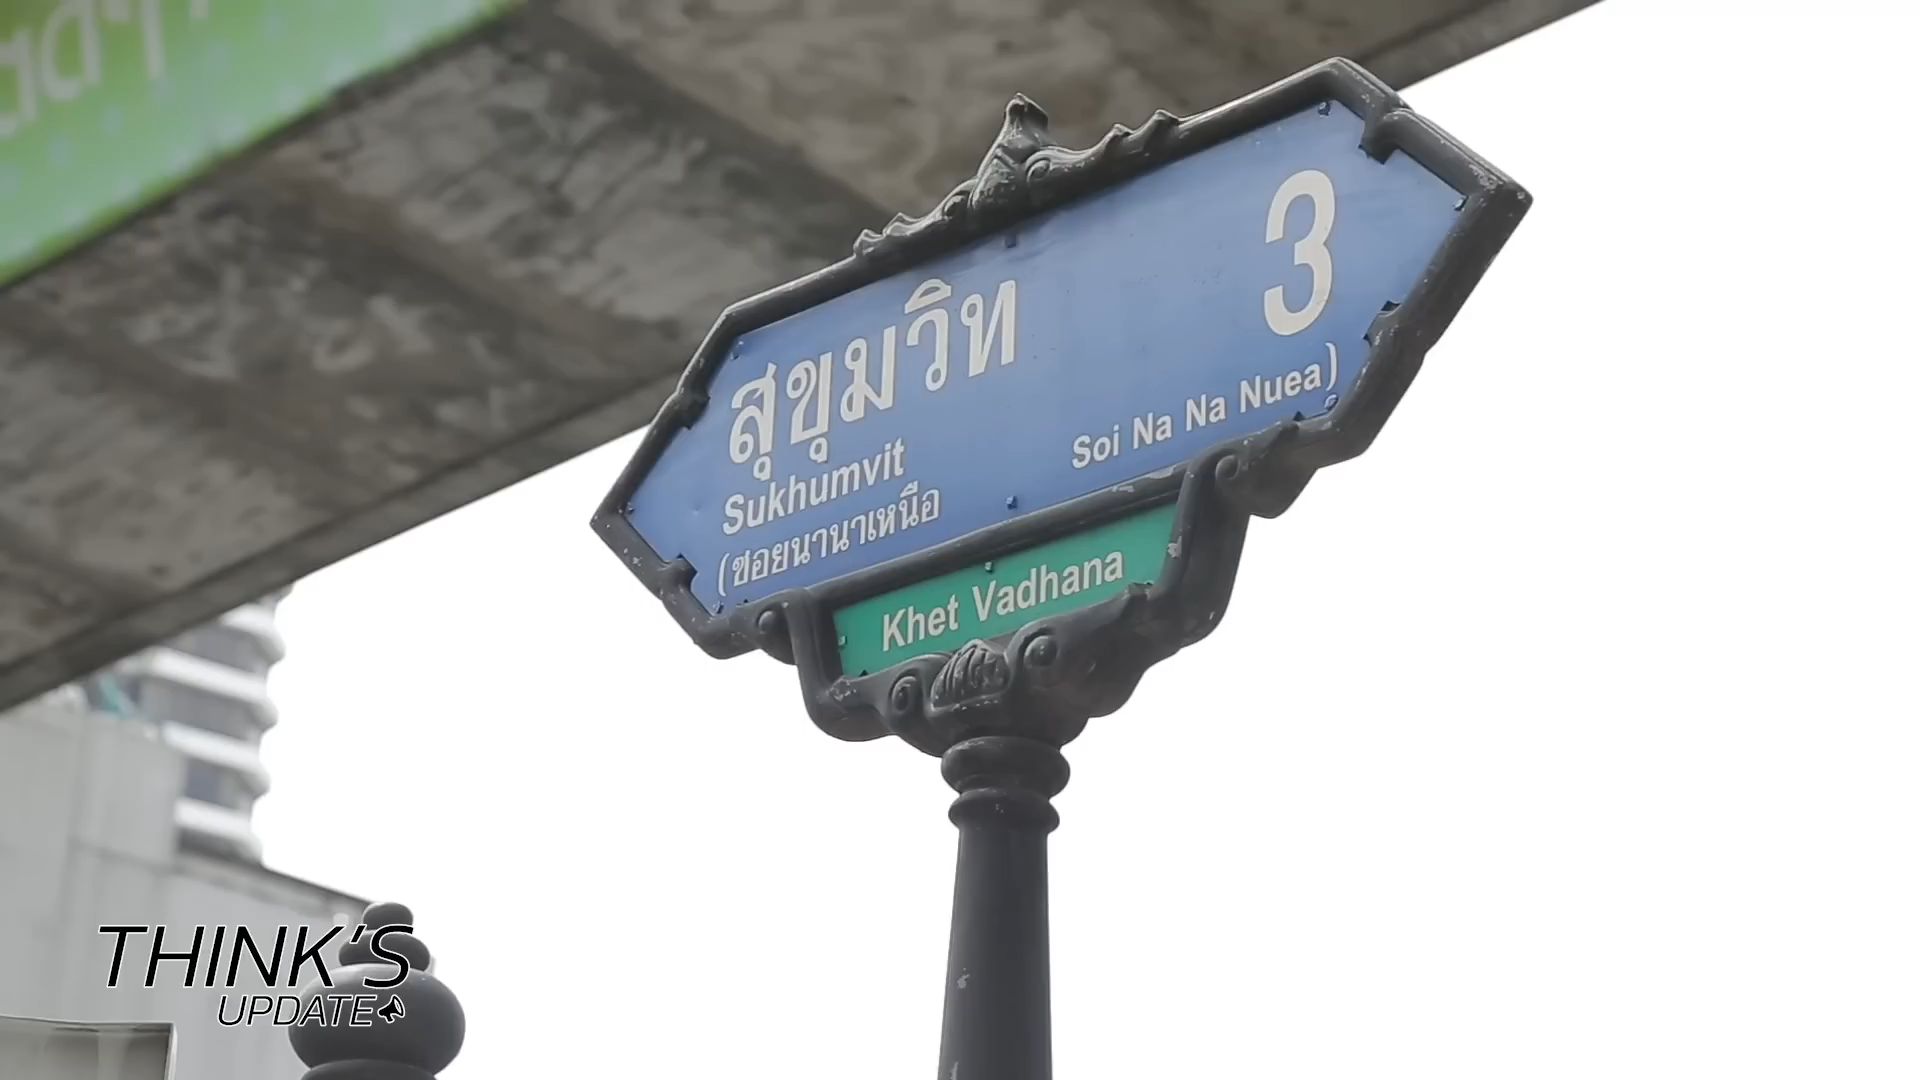 สุขุมวิท 3
Sukhumvit
(ซอยนานาเหนือ Soi Na Na Nuea)
Khet Vadhana
THINK'S
UPDATE